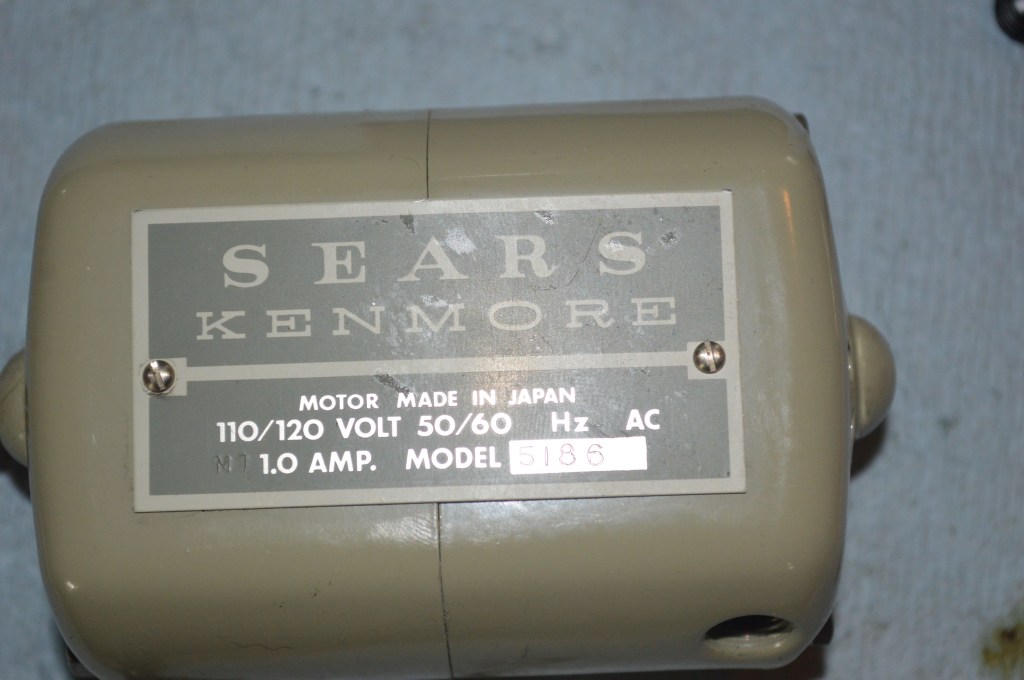 SEARS
KENMORE
MOTOR MADE IN JAPAN
110/120 VOLT 50/60 Hz AC
1.0 AMP. MODEL 5186